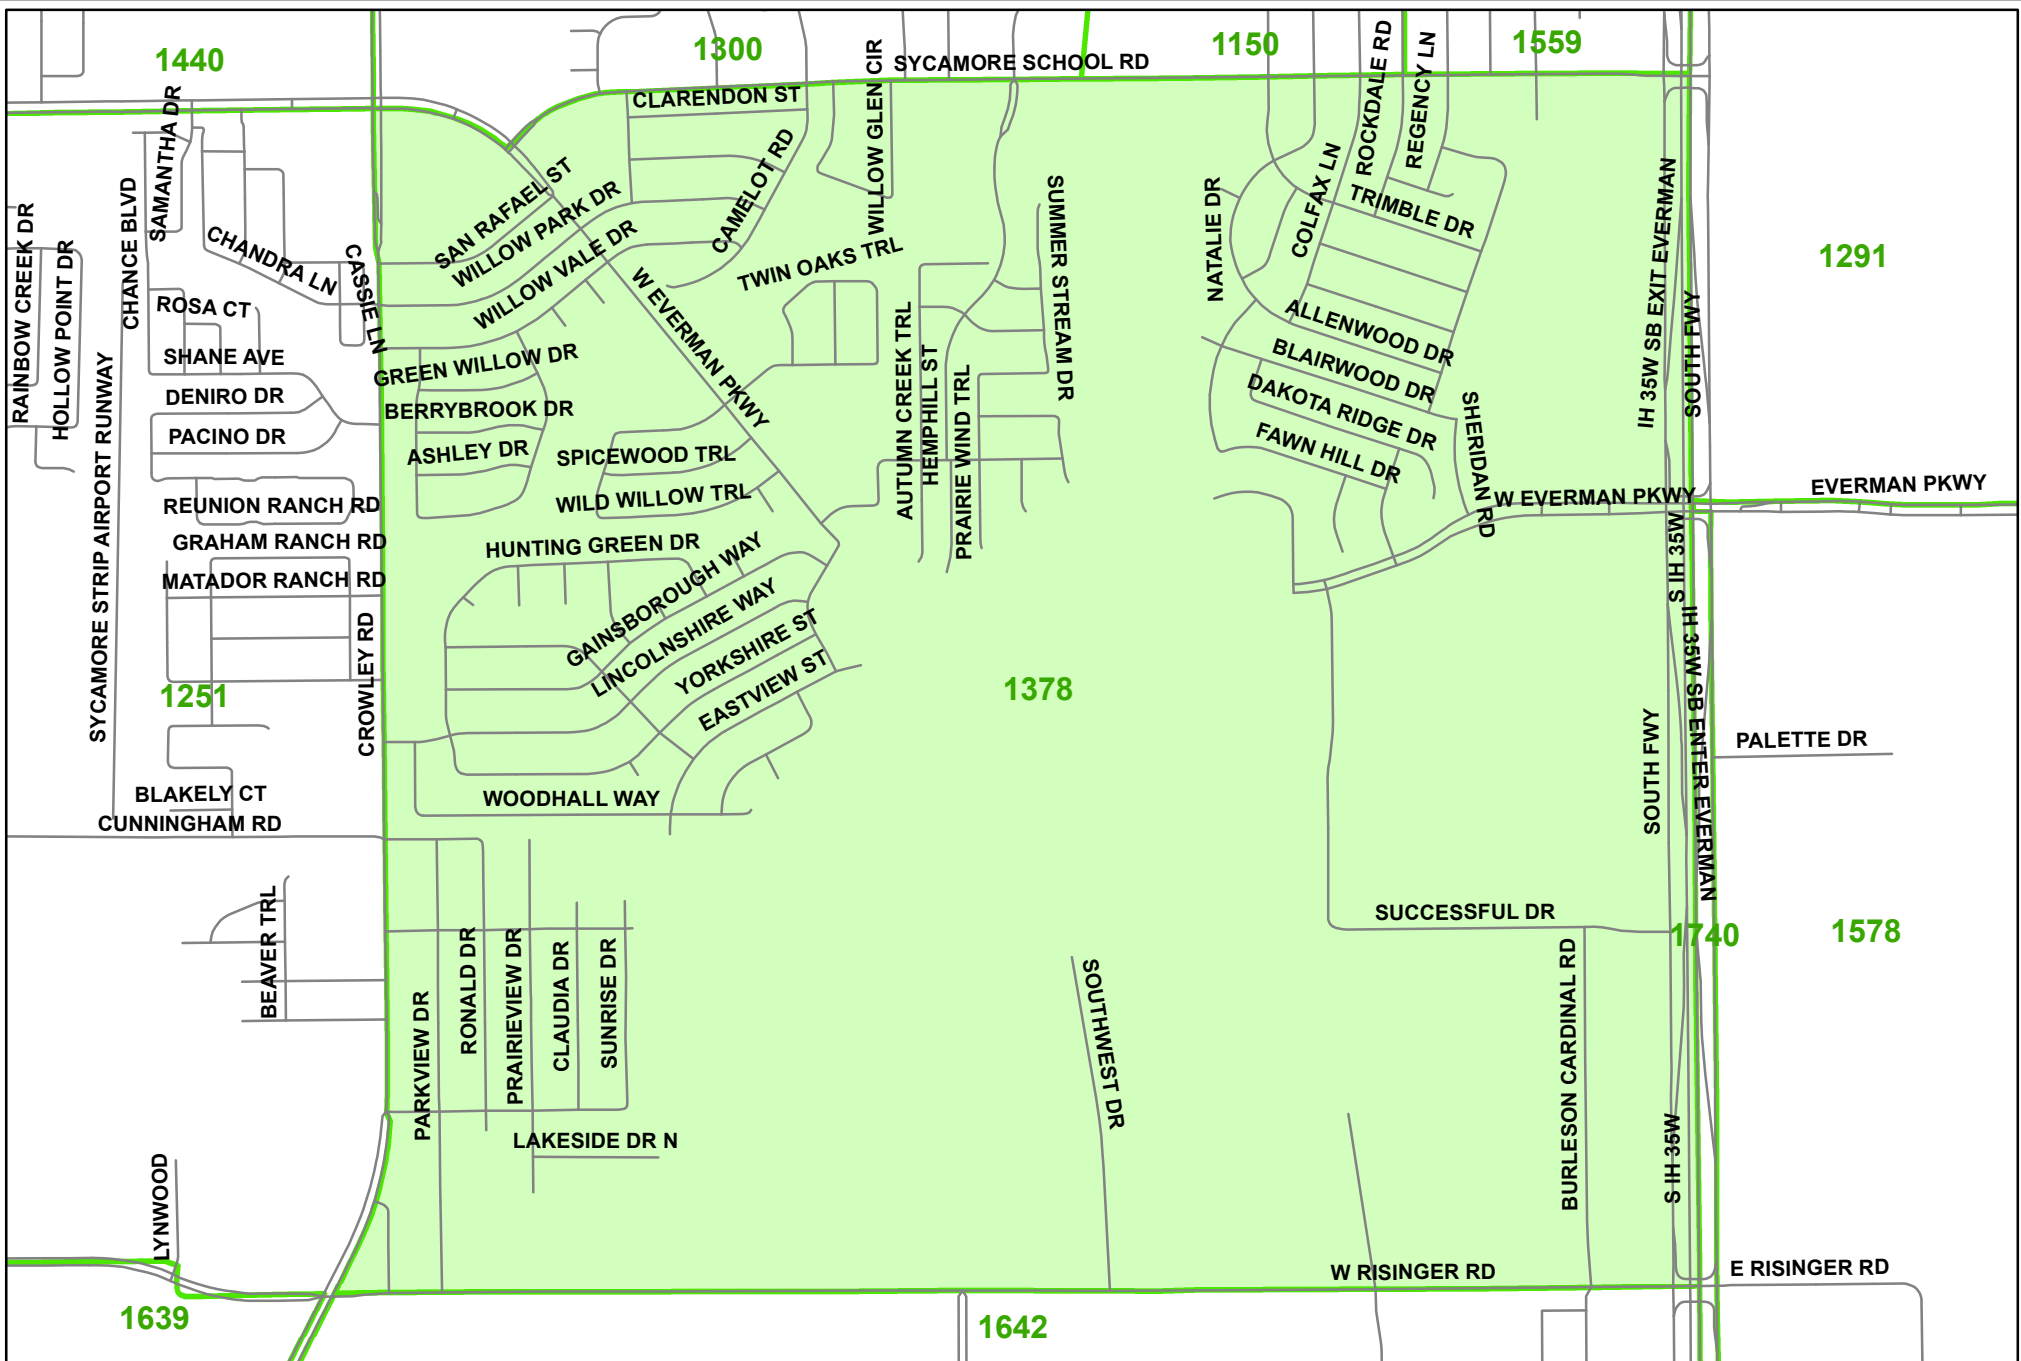 1440
1300
1150
1559
SYCAMORE SCHOOL RD
CLARENDON ST
WILLOW GLEN CIR
ROCKDALE RD
REGENCY LN
SAMANTHA DR
CHANCE BLVD
CAMELOT RD
SAN RAFAEL ST
WILLOW PARK DR
WILLOW VALE DR
COLFAX LN
TRIMBLE DR
NATALIE DR
SUMMER STREAM DR
IH 35W SB EXIT EVERMAN
SOUTH FWY
1291
RAINBOW CREEK DR
HOLLOW POINT DR
CHANDRA LN
CASSIE LN
TWIN OAKS TRL
W EVERMAN PKWY
ROSA CT
SHANE AVE
DENIRO DR
PACINO DR
GREEN WILLOW DR
BERRYBROOK DR
ASHLEY DR
SPICEWOOD TRL
WILD WILLOW TRL
AUTUMN CREEK TRL
HEMPHILL ST
PRAIRIE WIND TRL
ALLENWOOD DR
BLAIRWOOD DR
DAKOTA RIDGE DR
FAWN HILL DR
SHERIDAN RD
W EVERMAN PKWY
EVERMAN PKWY
SYCAMORE STRIP AIRPORT RUNWAY
REUNION RANCH RD
GRAHAM RANCH RD
MATADOR RANCH RD
HUNTING GREEN DR
GAINSBOROUGH WAY
LINCOLNSHIRE WAY
YORKSHIRE ST
EASTVIEW ST
S IH 35W
IH 35W SB ENTER EVERMAN
1251
CROWLEY RD
1378
SOUTH FWY
PALETTE DR
BLAKELY CT
CUNNINGHAM RD
WOODHALL WAY
BEAVER TRL
PARKVIEW DR
RONALD DR
PRAIRIEVIEW DR
CLAUDIA DR
SUNRISE DR
SUCCESSFUL DR
1740
1578
SOUTHWEST DR
BURLESON CARDINAL RD
S IH 35W
LAKESIDE DR N
LYNWOOD
W RISINGER RD
E RISINGER RD
1639
1642